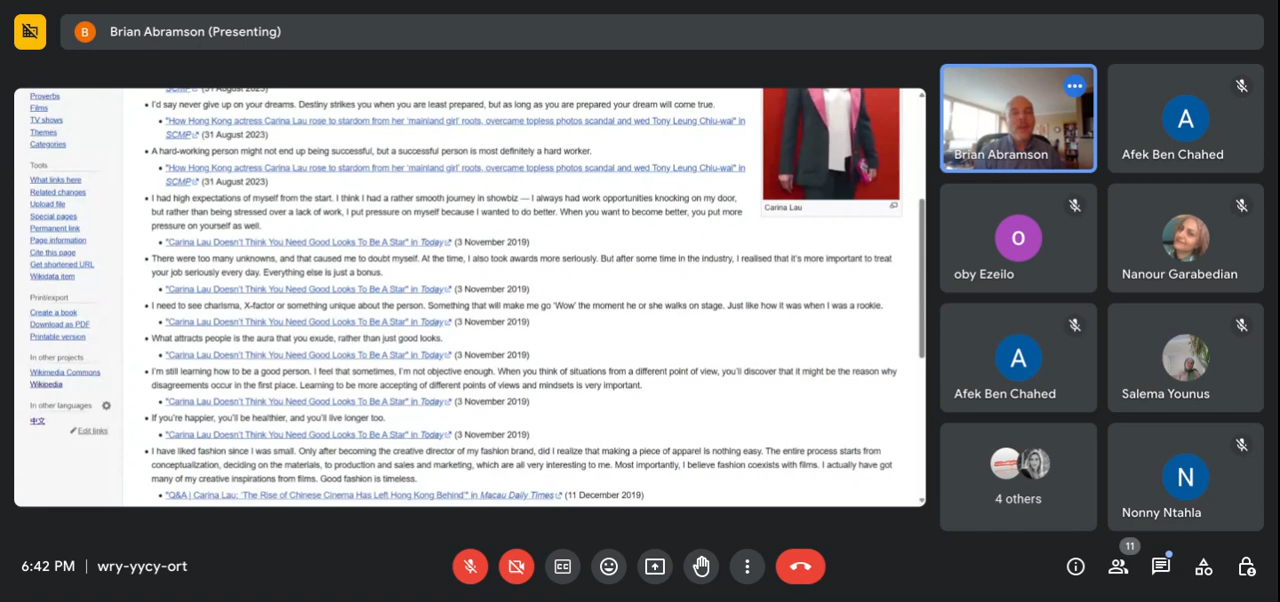 B Brian Abramson (Presenting)
Proverbs
Films
TV shows
Themes
Categories
Tools
What links here
Related changes
Upload file
Special pages
Permanent link
Page information
Cite this page
Get shortened URL
Wikidata item
Print/export
Create a book
Download as PDF
Printable version
In other projects
Wikimedia Commons
Wikipedia
In other languages
中文
Edit links
SCMP (31 August 2023)
• I'd say never give up on your dreams. Destiny strikes you when you are least prepared, but as long as you are prepared your dream will come true.
• "How Hong Kong actress Carina Lau rose to stardom from her 'mainland girl' roots, overcame topless photos scandal and wed Tony Leung Chiu-wai" in
SCMP (31 August 2023)
• A hard-working person might not end up being successful, but a successful person is most definitely a hard worker.
• "How Hong Kong actress Carina Lau rose to stardom from her 'mainland girl' roots, overcame topless photos scandal and wed Tony Leung Chiu-wai" in
SCMP (31 August 2023)
• I had high expectations of myself from the start. I think I had a rather smooth journey in showbiz — I always had work opportunities knocking on my door,
but rather than being stressed over a lack of work, I put pressure on myself because I wanted to do better. When you want to become better, you put more
pressure on yourself as well.
• "Carina Lau Doesn't Think You Need Good Looks To Be A Star" in Today (3 November 2019)
• There were too many unknowns, and that caused me to doubt myself. At the time, I also took awards more seriously. But after some time in the industry, I realised that it's more important to treat
your job seriously every day. Everything else is just a bonus.
• "Carina Lau Doesn't Think You Need Good Looks To Be A Star" in Today (3 November 2019)
• I need to see charisma, X-factor or something unique about the person. Something that will make me go 'Wow' the moment he or she walks on stage. Just like how it was when I was a rookie.
• "Carina Lau Doesn't Think You Need Good Looks To Be A Star" in Today (3 November 2019)
• What attracts people is the aura that you exude, rather than just good looks.
• "Carina Lau Doesn't Think You Need Good Looks To Be A Star" in Today (3 November 2019)
• I'm still learning how to be a good person. I feel that sometimes, I'm not objective enough. When you think of situations from a different point of view, you'll discover that it might be the reason why
disagreements occur in the first place. Learning to be more accepting of different points of views and mindsets is very important.
• "Carina Lau Doesn't Think You Need Good Looks To Be A Star" in Today (3 November 2019)
• If you're happier, you'll be healthier, and you'll live longer too.
• "Carina Lau Doesn't Think You Need Good Looks To Be A Star" in Today (3 November 2019)
• I have liked fashion since I was small. Only after becoming the creative director of my fashion brand, did I realize that making a piece of apparel is nothing easy. The entire process starts from
conceptualization, deciding on the materials, to production and sales and marketing, which are all very interesting to me. Most importantly, I believe fashion coexists with films. I actually have got
many of my creative inspirations from films. Good fashion is timeless.
• "Q&A | Carina Lau: 'The Rise of Chinese Cinema Has Left Hong Kong Behind'" in Macau Daily Times (11 December 2019)
Carina Lau
Brian Abramson
A
Afek Ben Chahed
O
oby Ezeilo
Nanour Garabedian
A
Afek Ben Chahed
Salema Younus
4 others
N
Nonny Ntahla
6:42 PM | wry-yycy-ort
11